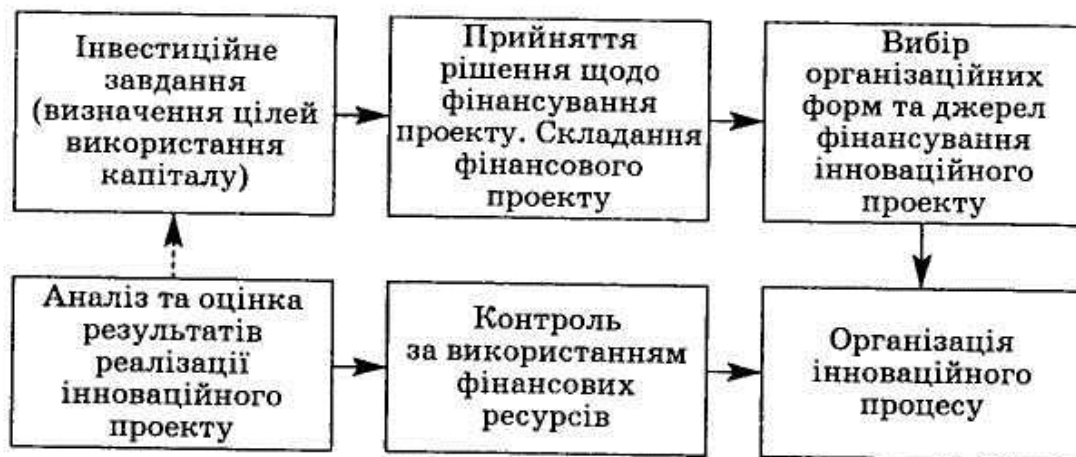 Інвестиційне
завдання
(визначення цілей
використання
капіталу)
Прийняття
рішення щодо
фінансування
проекту. Складання
фінансового
проекту
Вибір
організаційних
форм та джерел
фінансування
інноваційного
проекту
Аналіз та оцінка
результатів
реалізації
інноваційного
проекту
Контроль
за використанням
фінансових
ресурсів
Організація
інноваційного
процесу